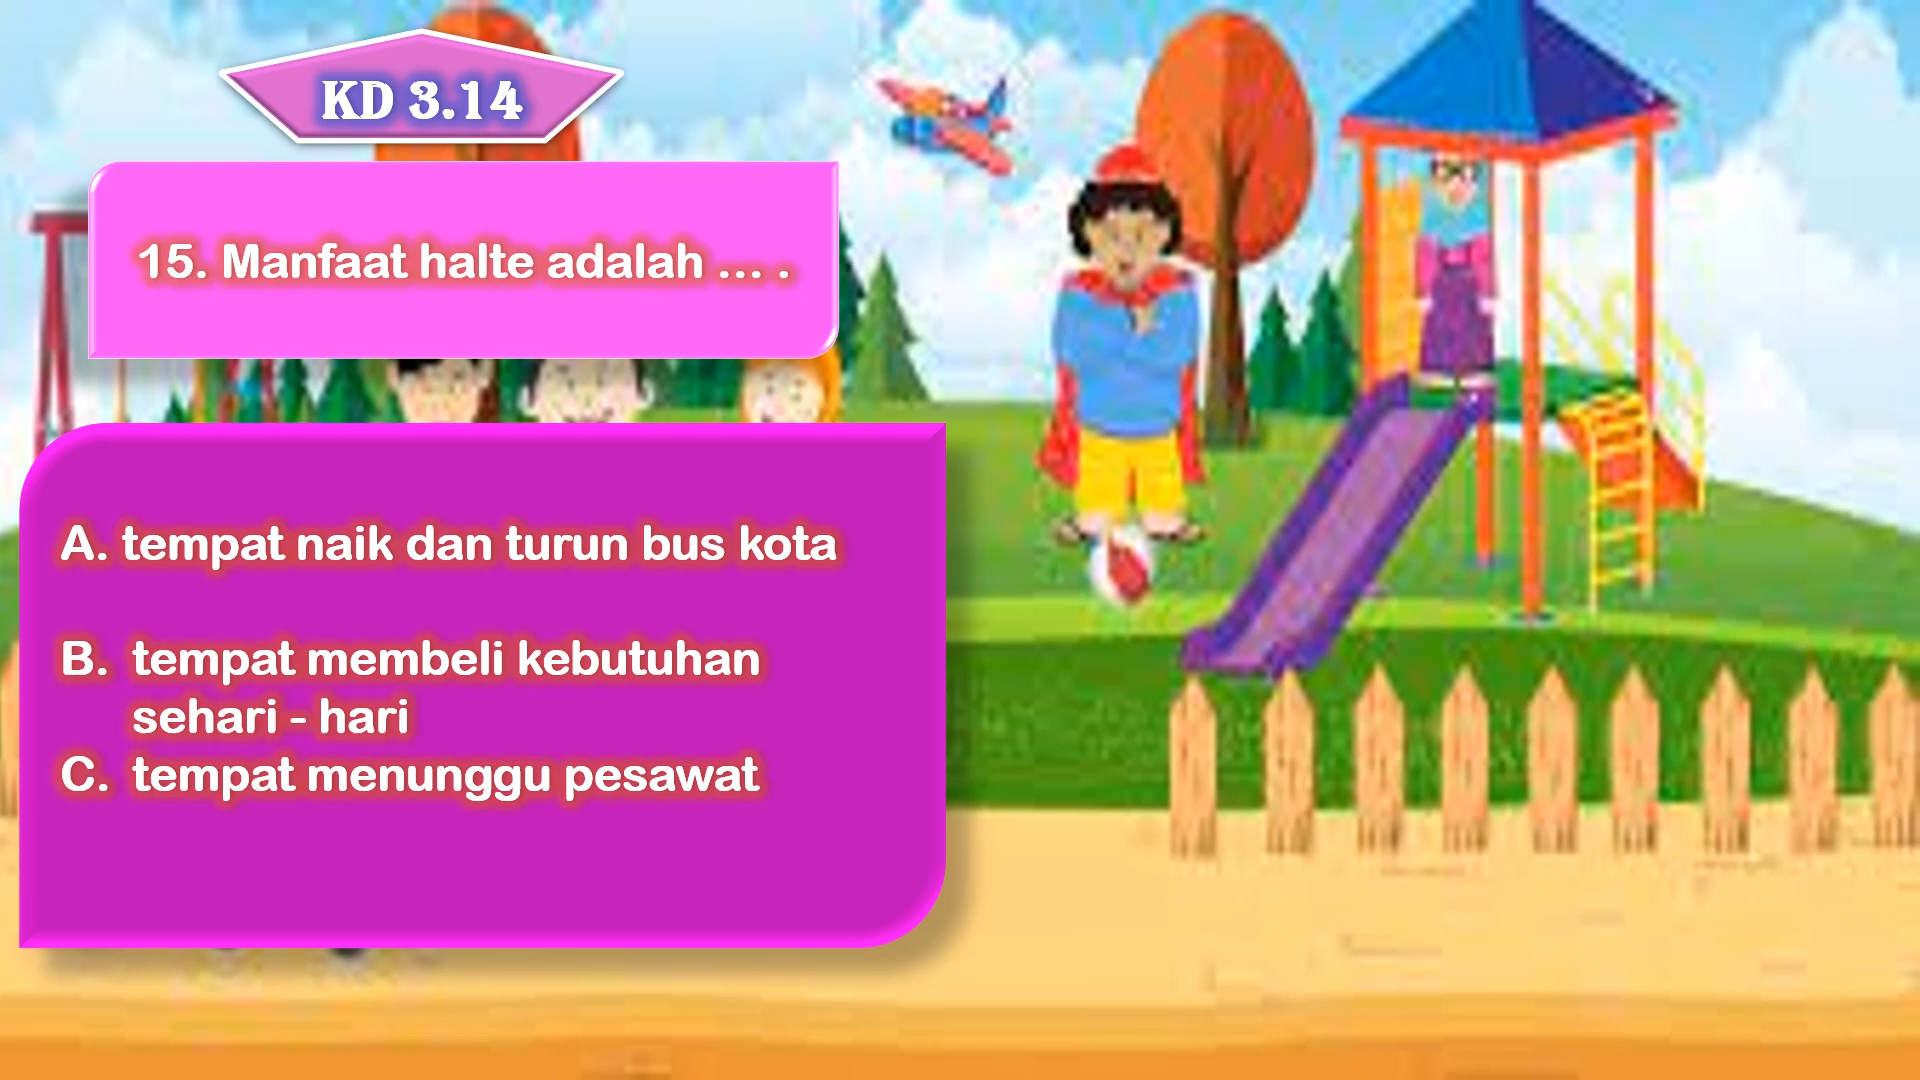 KD 3.14
15. Manfaat halte adalah ... .
A. tempat naik dan turun bus kota
B. tempat membeli kebutuhan
sehari - hari
C. tempat menunggu pesawat